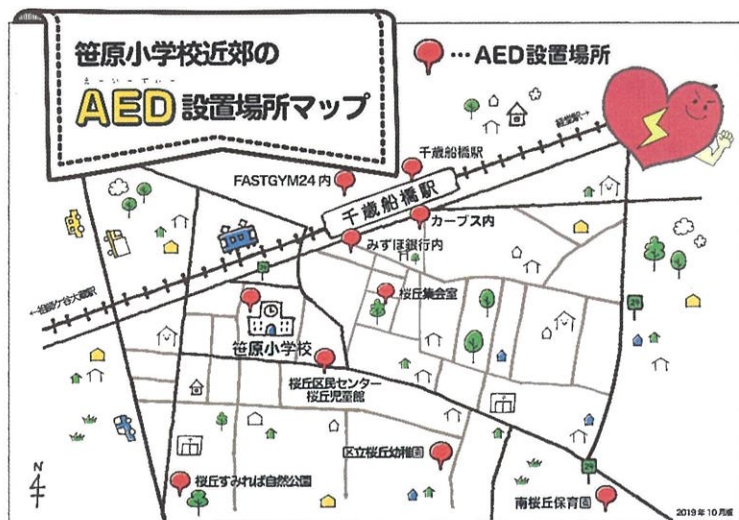 笹原小学校近郊の
えーいーでぃー
AED設置場所マップ
…AED設置場所
経堂駅→
千歳船橋駅
FASTGYM24内
千歳船橋駅
カーブス内
みずほ銀行内
←祖師ケ谷大蔵駅
桜丘集会室
笹原小学校
桜丘区民センター
桜丘児童館
区立桜丘幼稚園
桜丘すみれば自然公園
南桜丘保育園
N
2019年10月版